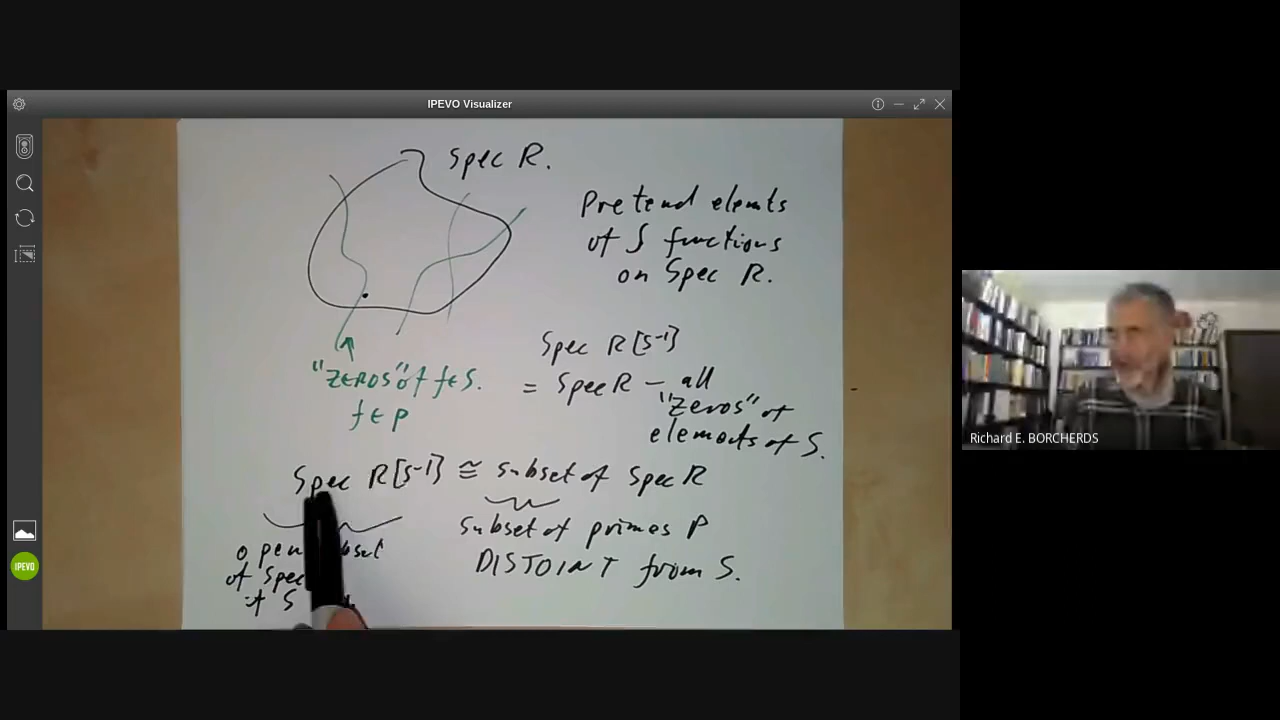 IPEVO Visualizer
Spec R.
Pretend elemts
of S functions
on Spec R.
"ZEROS" of f ∈ S.
f ∈ P
Spec R[S⁻¹]
= Spec R — all
"Zeros" of
elements of S.
Spec R[S⁻¹] ≅ subset of Spec R
subset of primes P
DISJOINT from S.
open
of Spec
if S
IPEVO
Richard E. BORCHERDS